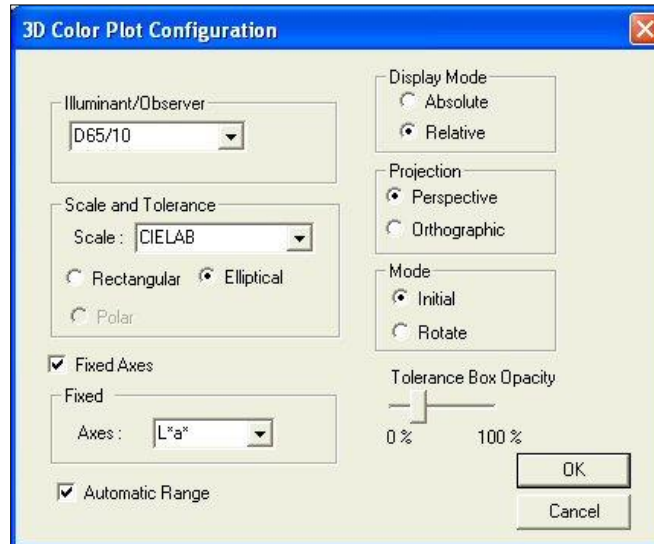 3D Color Plot Configuration
Illuminant/Observer
D65/10
Scale and Tolerance
Scale : CIELAB
Rectangular Elliptical
Polar
Fixed Axes
Fixed
Axes : L*a*
Automatic Range
Display Mode
Absolute
Relative
Projection
Perspective
Orthographic
Mode
Initial
Rotate
Tolerance Box Opacity
0 % 100 %
OK
Cancel